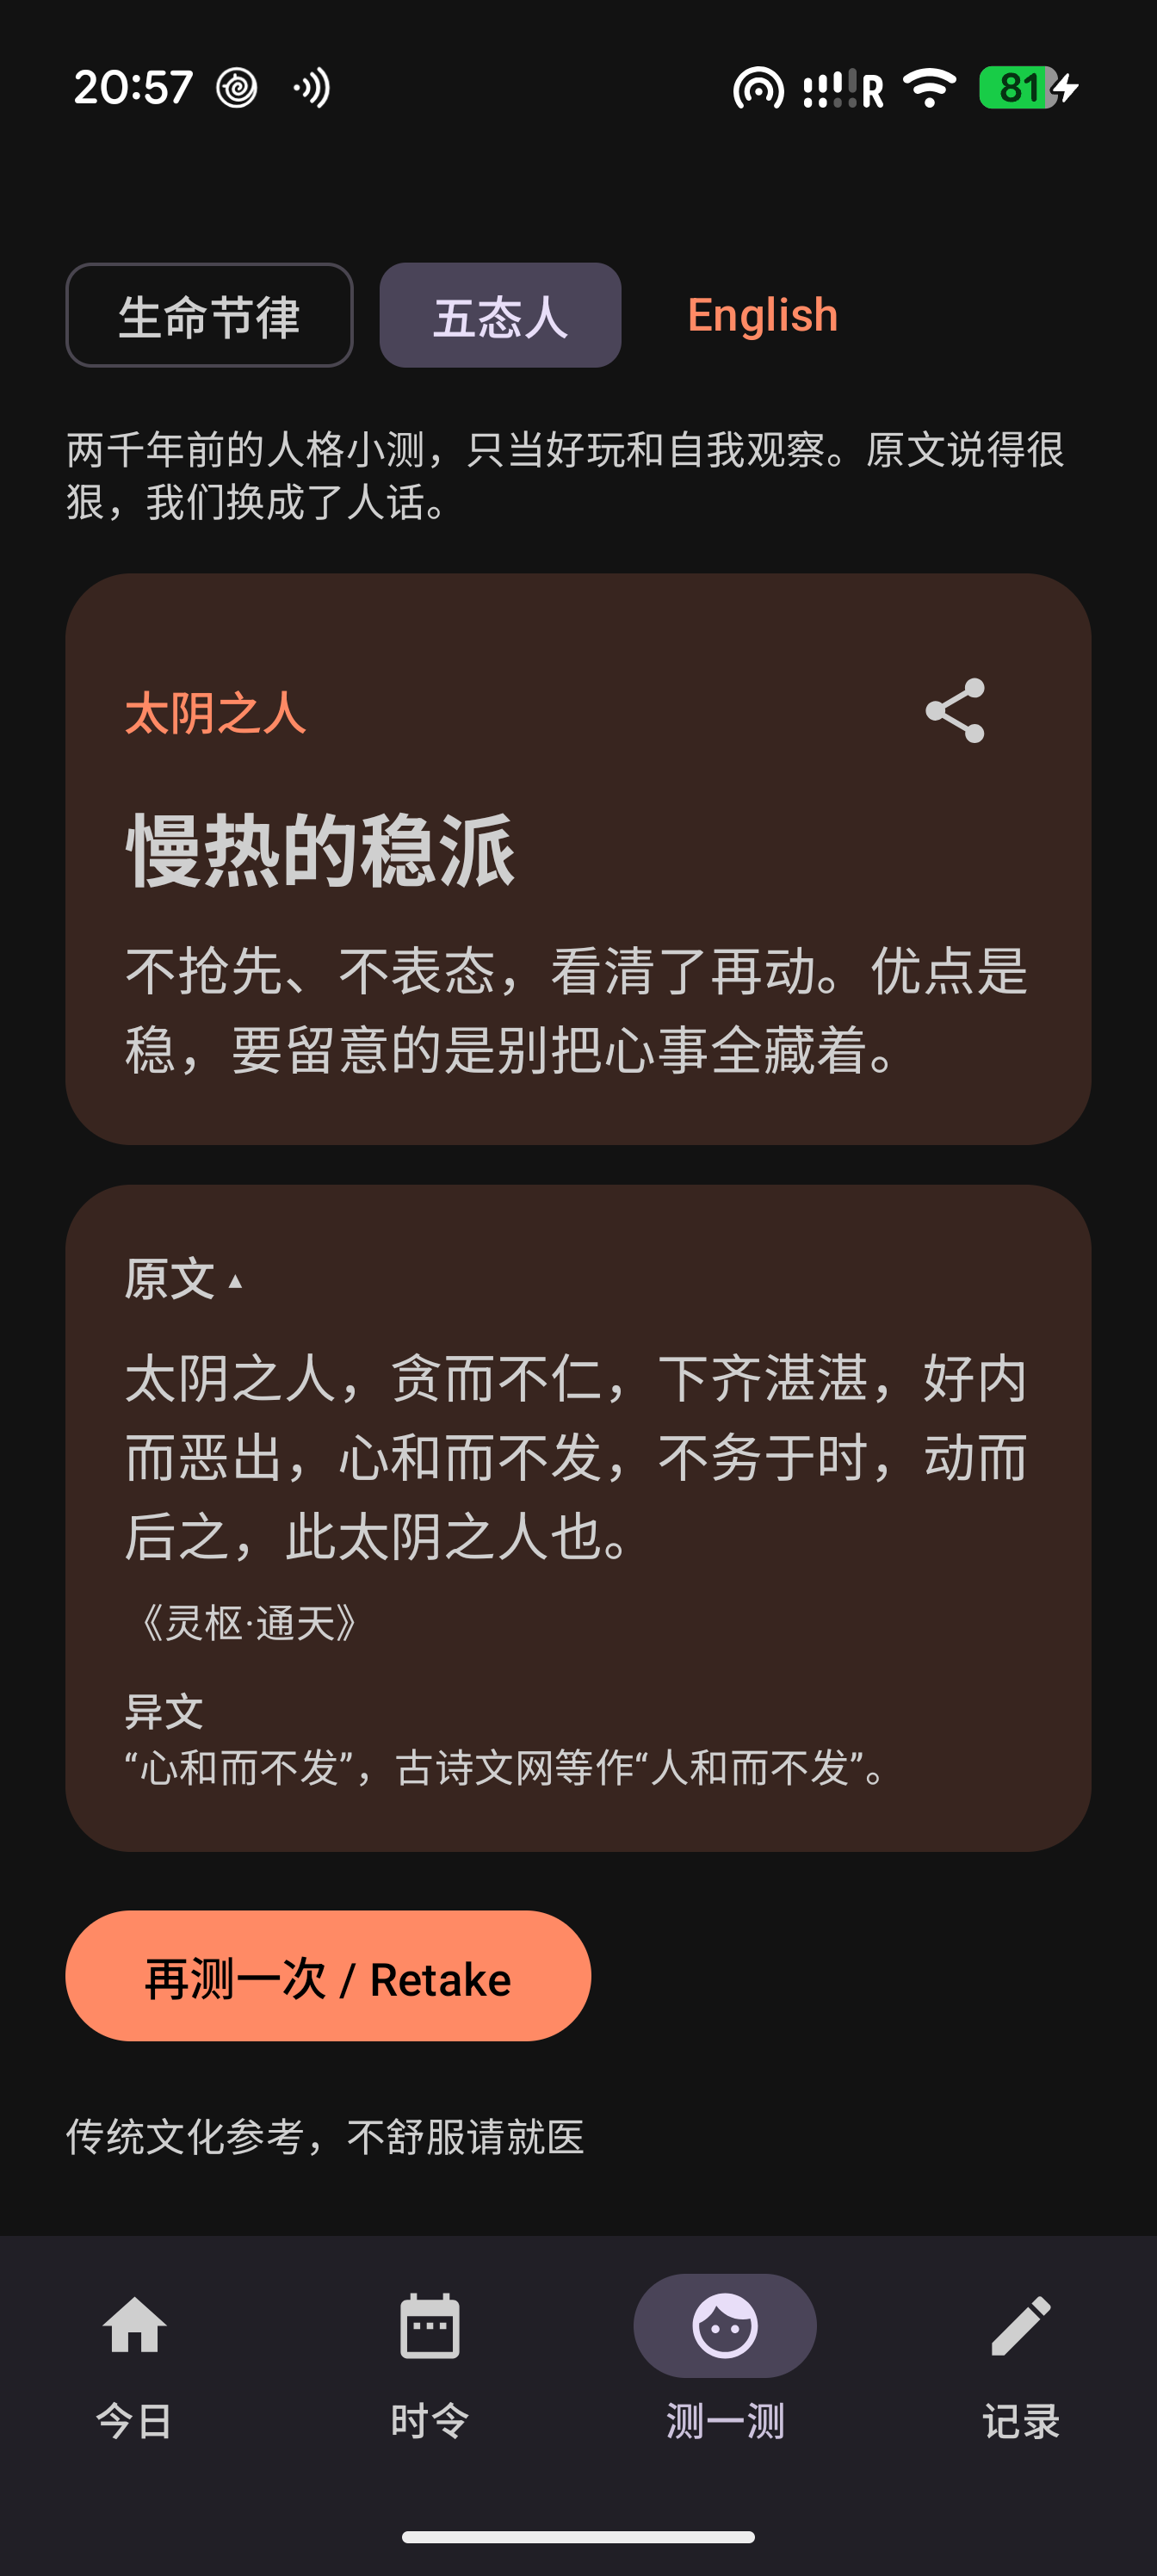 20:57
R
81
生命节律
五态人
English
两千年前的人格小测，只当好玩和自我观察。原文说得很
狠，我们换成了人话。
太阴之人
慢热的稳派
不抢先、不表态，看清了再动。优点是
稳，要留意的是别把心事全藏着。
原文 ▲
太阴之人，贪而不仁，下齐湛湛，好内
而恶出，心和而不发，不务于时，动而
后之，此太阴之人也。
《灵枢·通天》
异文
“心和而不发”，古诗文网等作“人和而不发”。
再测一次 / Retake
传统文化参考，不舒服请就医
今日
时令
测一测
记录